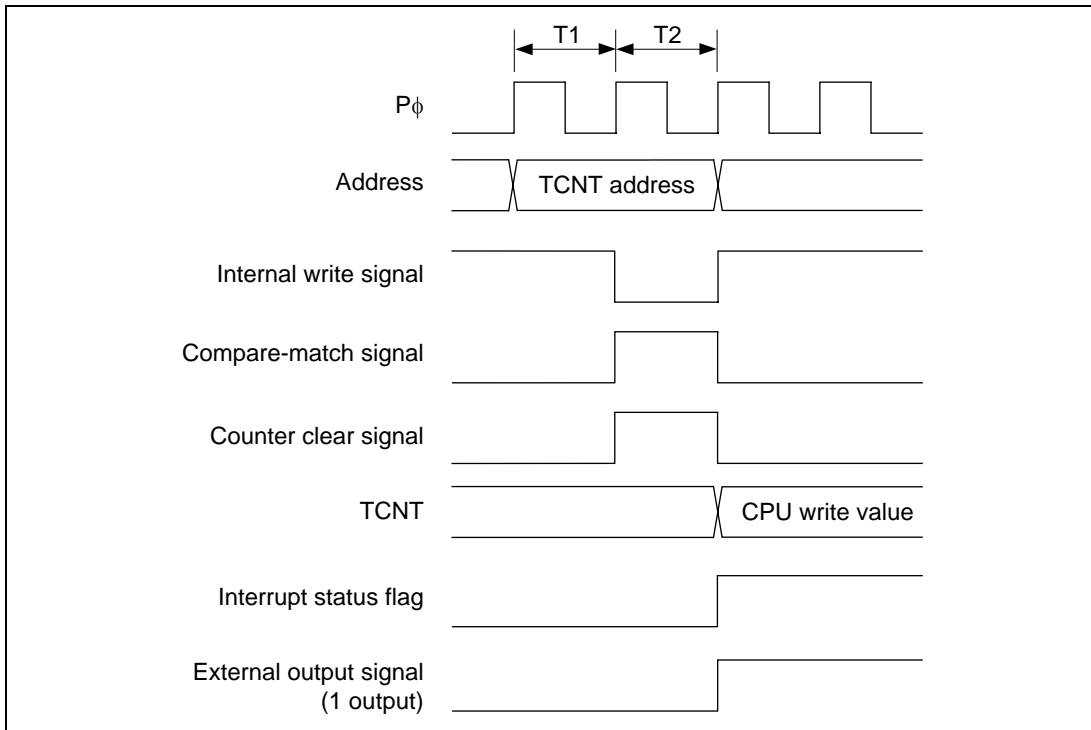 T1 T2
Pϕ
Address TCNT address
Internal write signal
Compare-match signal
Counter clear signal
TCNT CPU write value
Interrupt status flag
External output signal
(1 output)